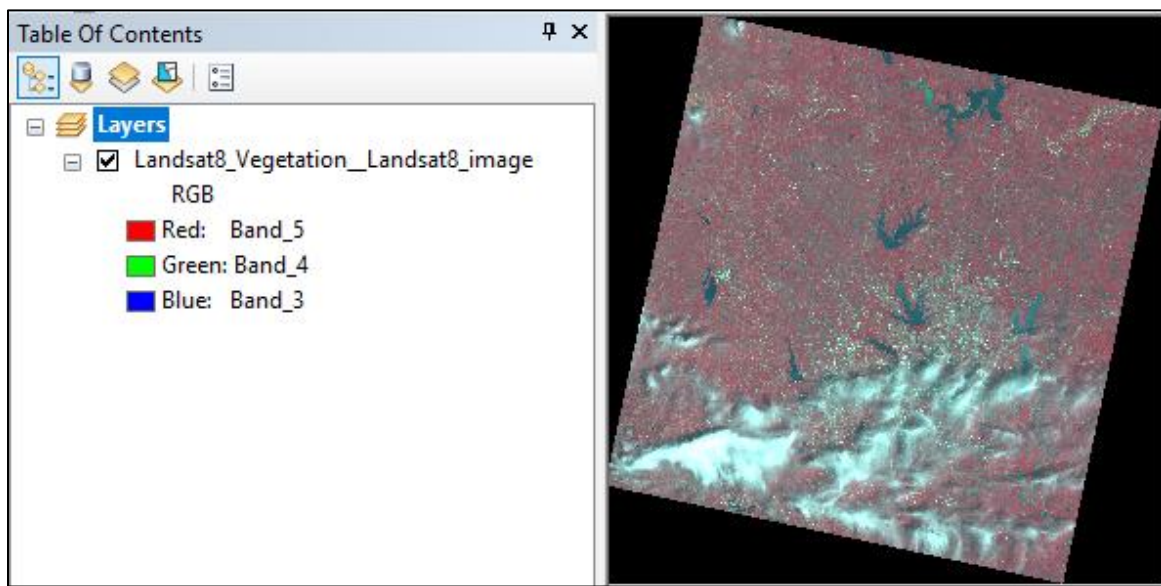 Table Of Contents
Layers
Landsat8_Vegetation__Landsat8_image
RGB
Red: Band_5
Green: Band_4
Blue: Band_3